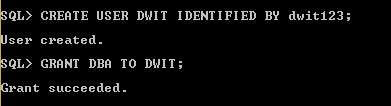 SQL> CREATE USER DWIT IDENTIFIED BY dwit123;
User created.
SQL> GRANT DBA TO DWIT;
Grant succeeded.